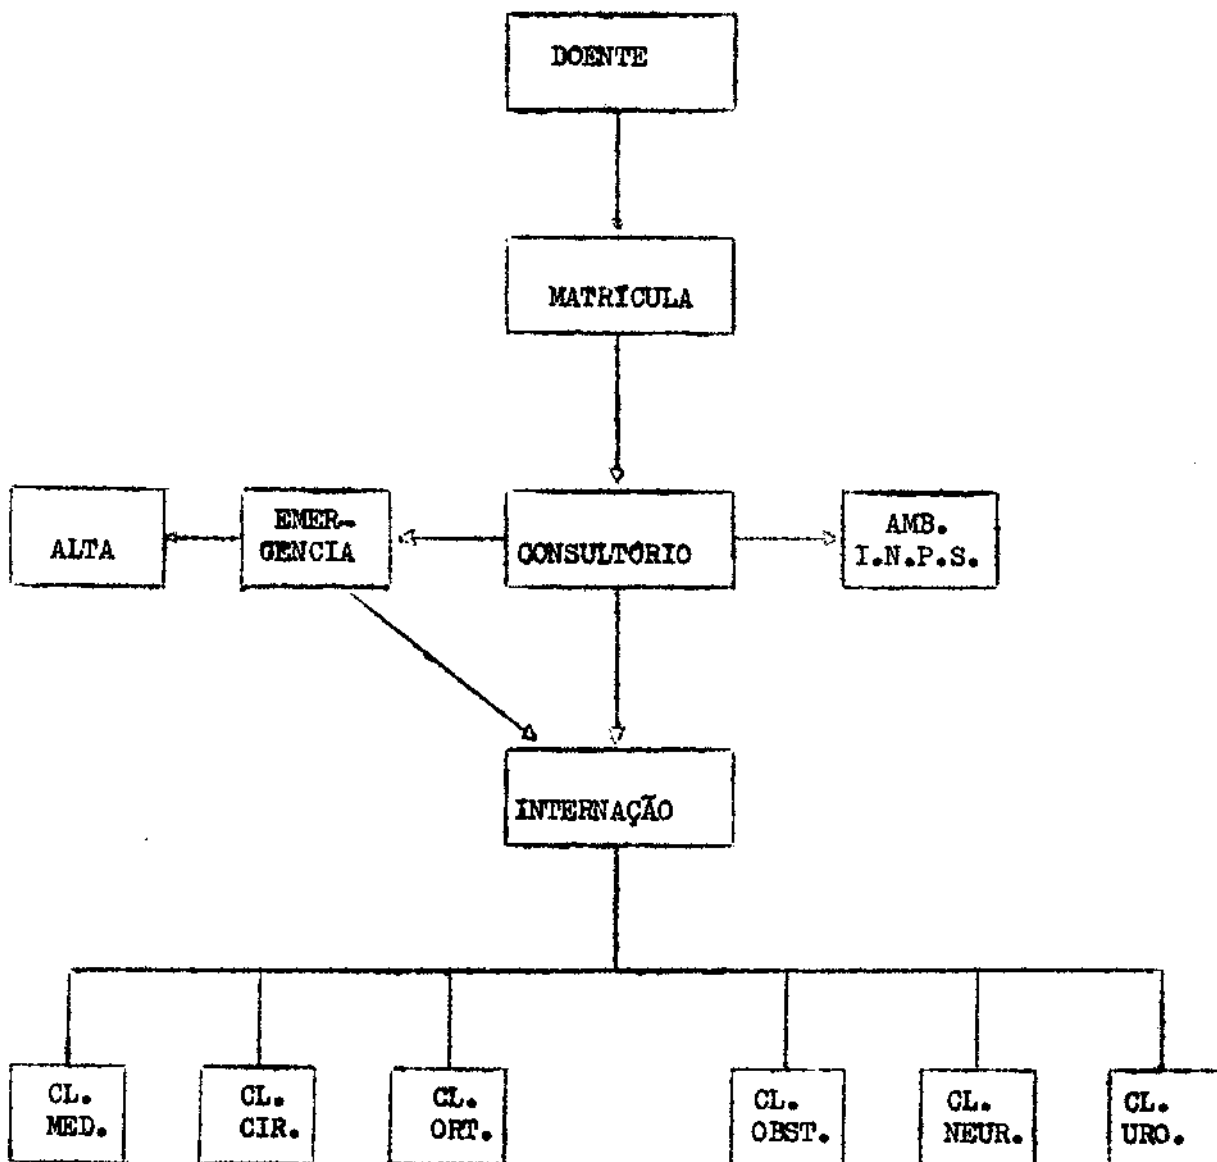 DOENTE
MATRÍCULA
ALTA
EMER-
GENCIA
CONSULTÓRIO
AMB.
I.N.P.S.
INTERNAÇÃO
CL.
MED.
CL.
CIR.
CL.
ORT.
CL.
OBST.
CL.
NEUR.
CL.
URO.